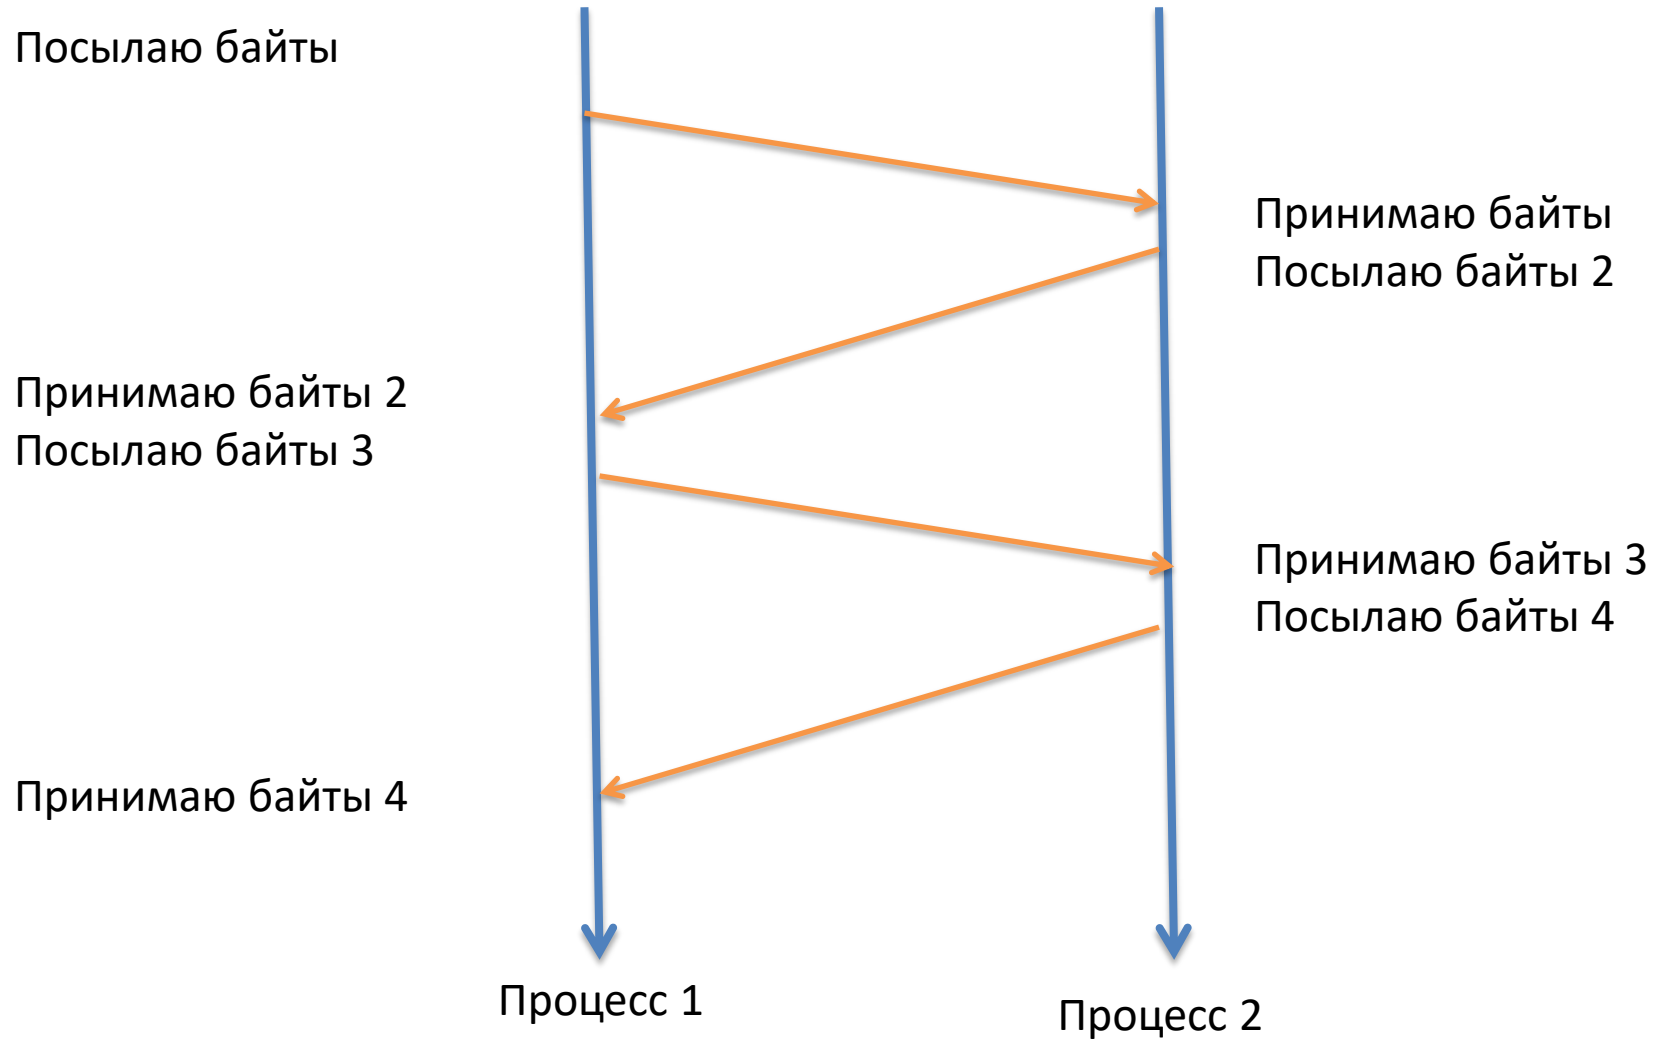 Посылаю байты
Принимаю байты
Посылаю байты 2
Принимаю байты 2
Посылаю байты 3
Принимаю байты 3
Посылаю байты 4
Принимаю байты 4
Процесс 1
Процесс 2